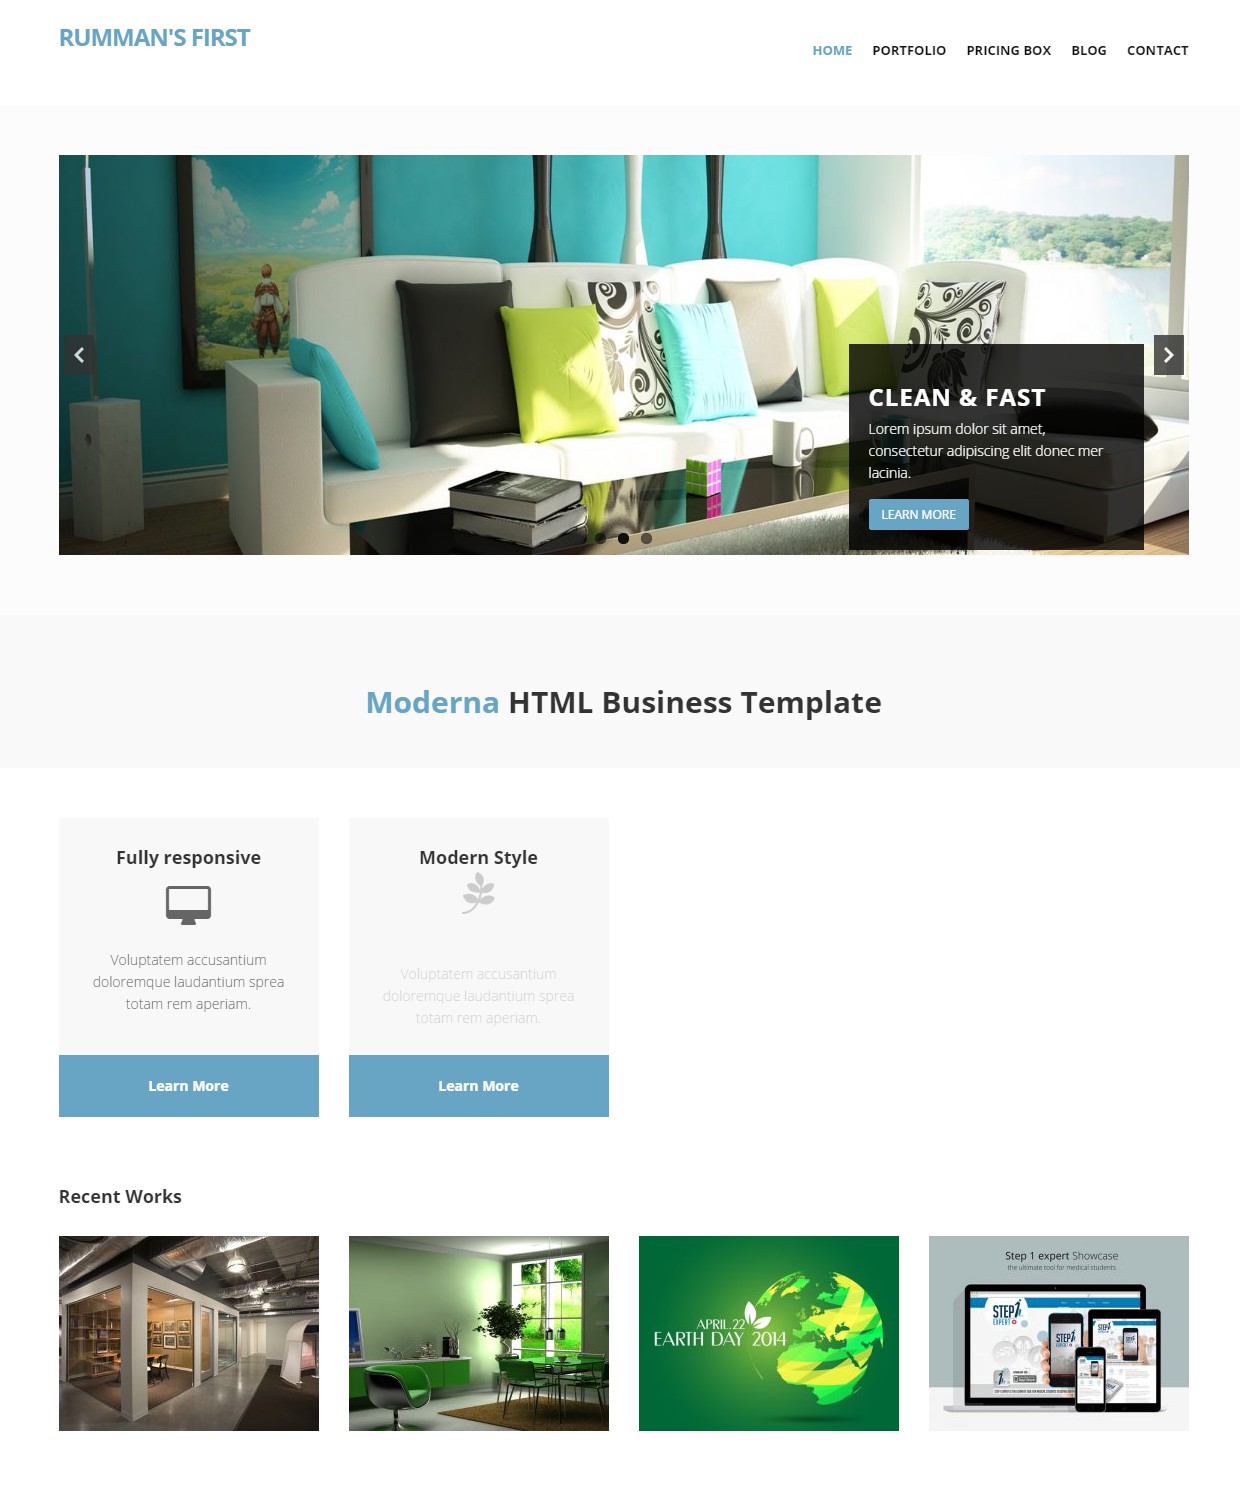 RUMMAN'S FIRST
HOME PORTFOLIO PRICING BOX BLOG CONTACT
CLEAN & FAST
Lorem ipsum dolor sit amet,
consectetur adipiscing elit donec mer
lacinia.
LEARN MORE
Moderna HTML Business Template
Fully responsive
Voluptatem accusantium
doloremque laudantium sprea
totam rem aperiam.
Learn More
Modern Style
Voluptatem accusantium
doloremque laudantium sprea
totam rem aperiam.
Learn More
Recent Works
APRIL.22
EARTH DAY 2014
Step 1 expert Showcase
the ultimate tool for medical students
STEP1
EXPERT
STEP1
STEP1